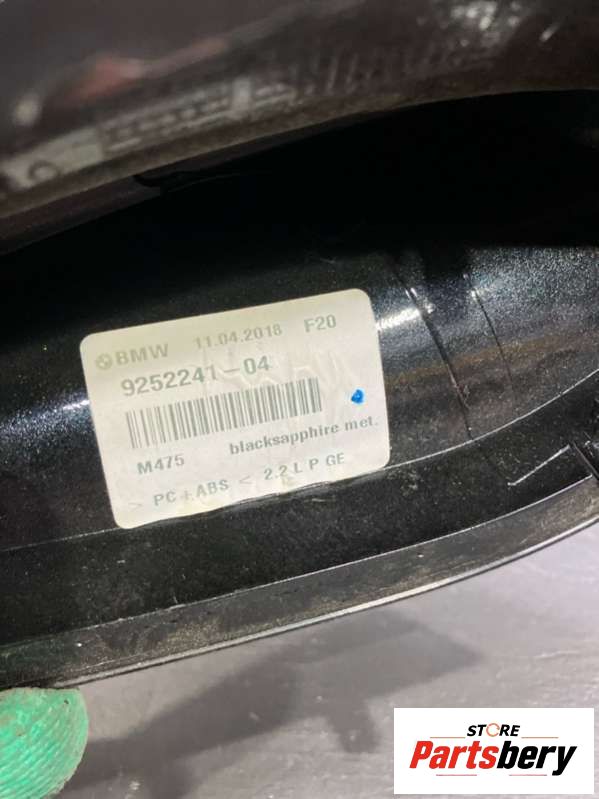 BMW 11.04.2018 F20
9252241-04
M475 blacksapphire met.
> PC+ABS < 2.2 L P GE
STORE
Partsbery